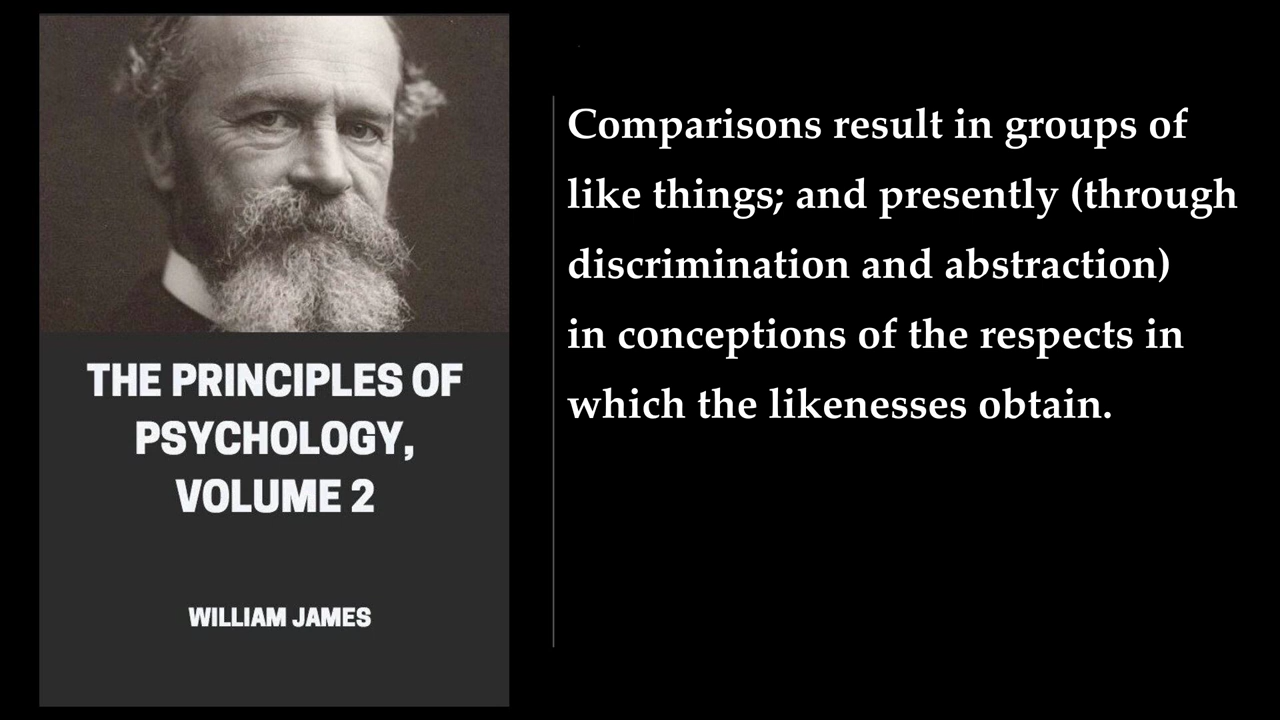 THE PRINCIPLES OF
PSYCHOLOGY,
VOLUME 2
WILLIAM JAMES
Comparisons result in groups of
like things; and presently (through
discrimination and abstraction)
in conceptions of the respects in
which the likenesses obtain.